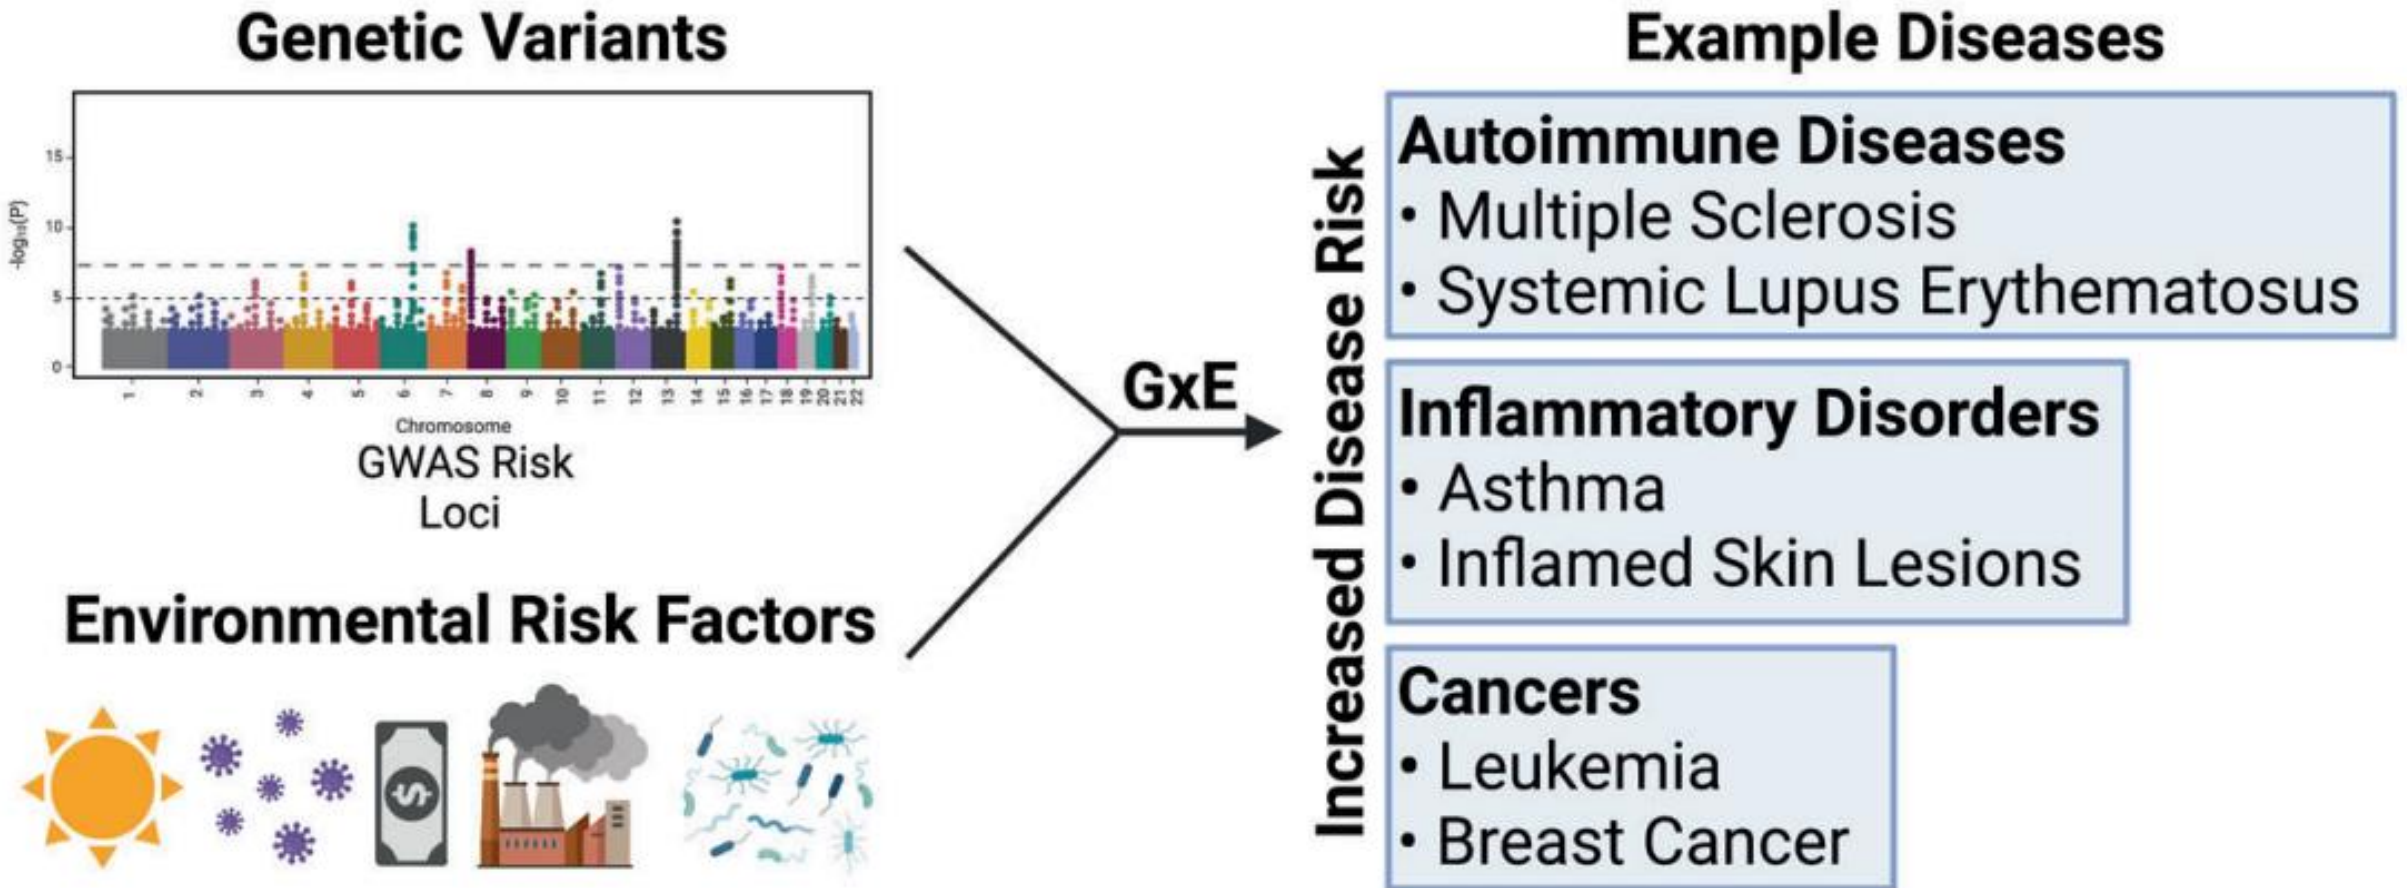 Genetic Variants
-log₁₀(P)
15
10
5
0
1
2
3
4
5
6
7
8
9
10
11
12
13
14
15
16
17
18
19
20
21
22
Chromosome
GWAS Risk
Loci
Environmental Risk Factors
$
GxE
Increased Disease Risk
Example Diseases
Autoimmune Diseases
• Multiple Sclerosis
• Systemic Lupus Erythematosus
Inflammatory Disorders
• Asthma
• Inflamed Skin Lesions
Cancers
• Leukemia
• Breast Cancer